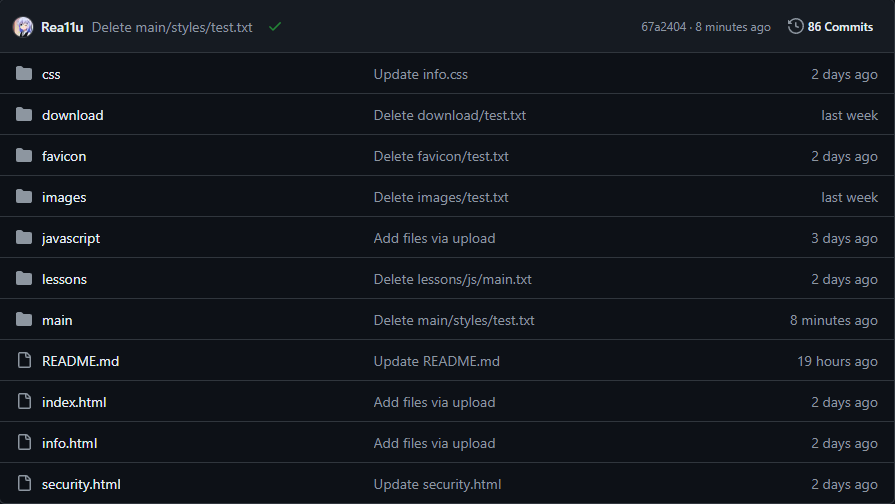 Rea11u Delete main/styles/test.txt 67a2404 · 8 minutes ago 86 Commits
css Update info.css 2 days ago
download Delete download/test.txt last week
favicon Delete favicon/test.txt 2 days ago
images Delete images/test.txt last week
javascript Add files via upload 3 days ago
lessons Delete lessons/js/main.txt 2 days ago
main Delete main/styles/test.txt 8 minutes ago
README.md Update README.md 19 hours ago
index.html Add files via upload 2 days ago
info.html Add files via upload 2 days ago
security.html Update security.html 2 days ago